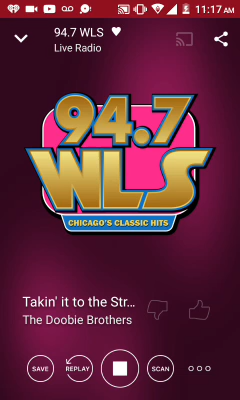 11:17 AM
94.7 WLS
Live Radio
94.7
WLS
CHICAGO'S CLASSIC HITS
Takin' it to the Str...
The Doobie Brothers
SAVE
REPLAY
SCAN